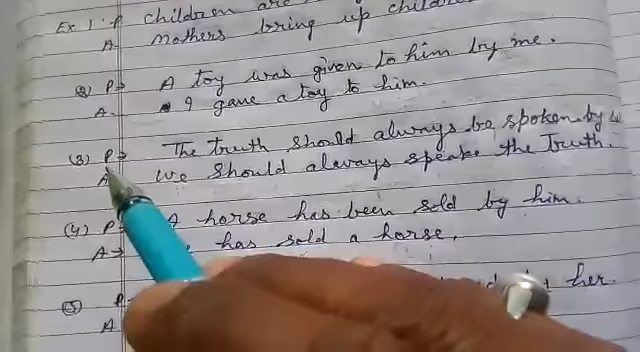 Ex 1: P children are
A. Mothers bring up
(2) P→ A toy was given to him by me.
A. I gave a toy to him.
(3) P→ The truth should always be spoken by
A we should always speake the Truth.
(4) P→ A horse has been sold by him.
A→ has sold a horse.
(5) P. her.
A